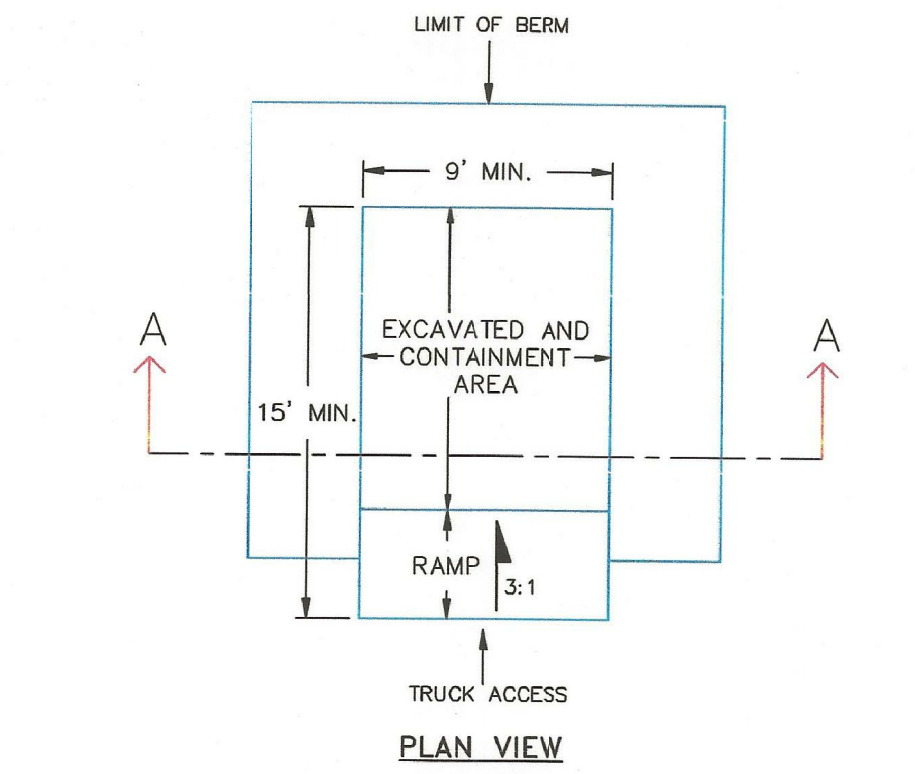 LIMIT OF BERM
9' MIN.
EXCAVATED AND
CONTAINMENT
AREA
A
A
15' MIN.
RAMP
3:1
TRUCK ACCESS
PLAN VIEW